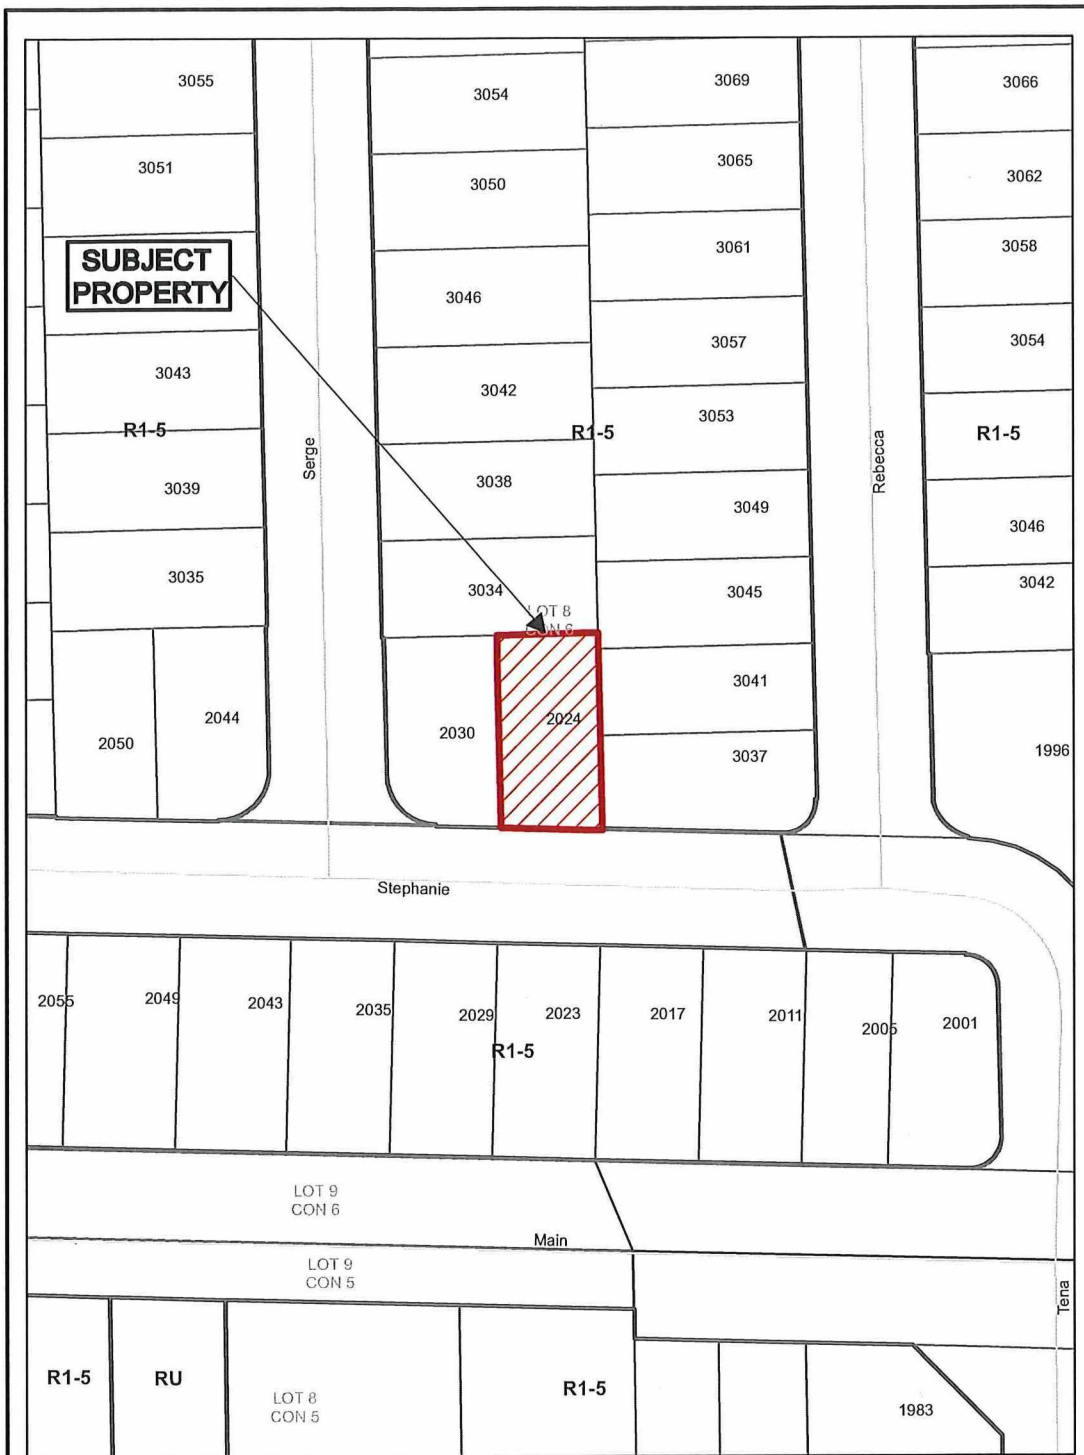 3055
3054
3069
3066
3051
3050
3065
3062
SUBJECT
PROPERTY
3046
3061
3058
3043
3042
3057
3054
R1-5
3053
R1-5
R1-5
Serge
Rebecca
3039
3038
3049
3046
3035
3034
3045
3042
LOT 8
CON 6
2050
2044
2030
2024
3041
3037
1996
Stephanie
2055
2049
2043
2035
2029
2023
2017
2011
2005
2001
R1-5
LOT 9
CON 6
Main
LOT 9
CON 5
Tena
R1-5
RU
LOT 8
CON 5
R1-5
1983